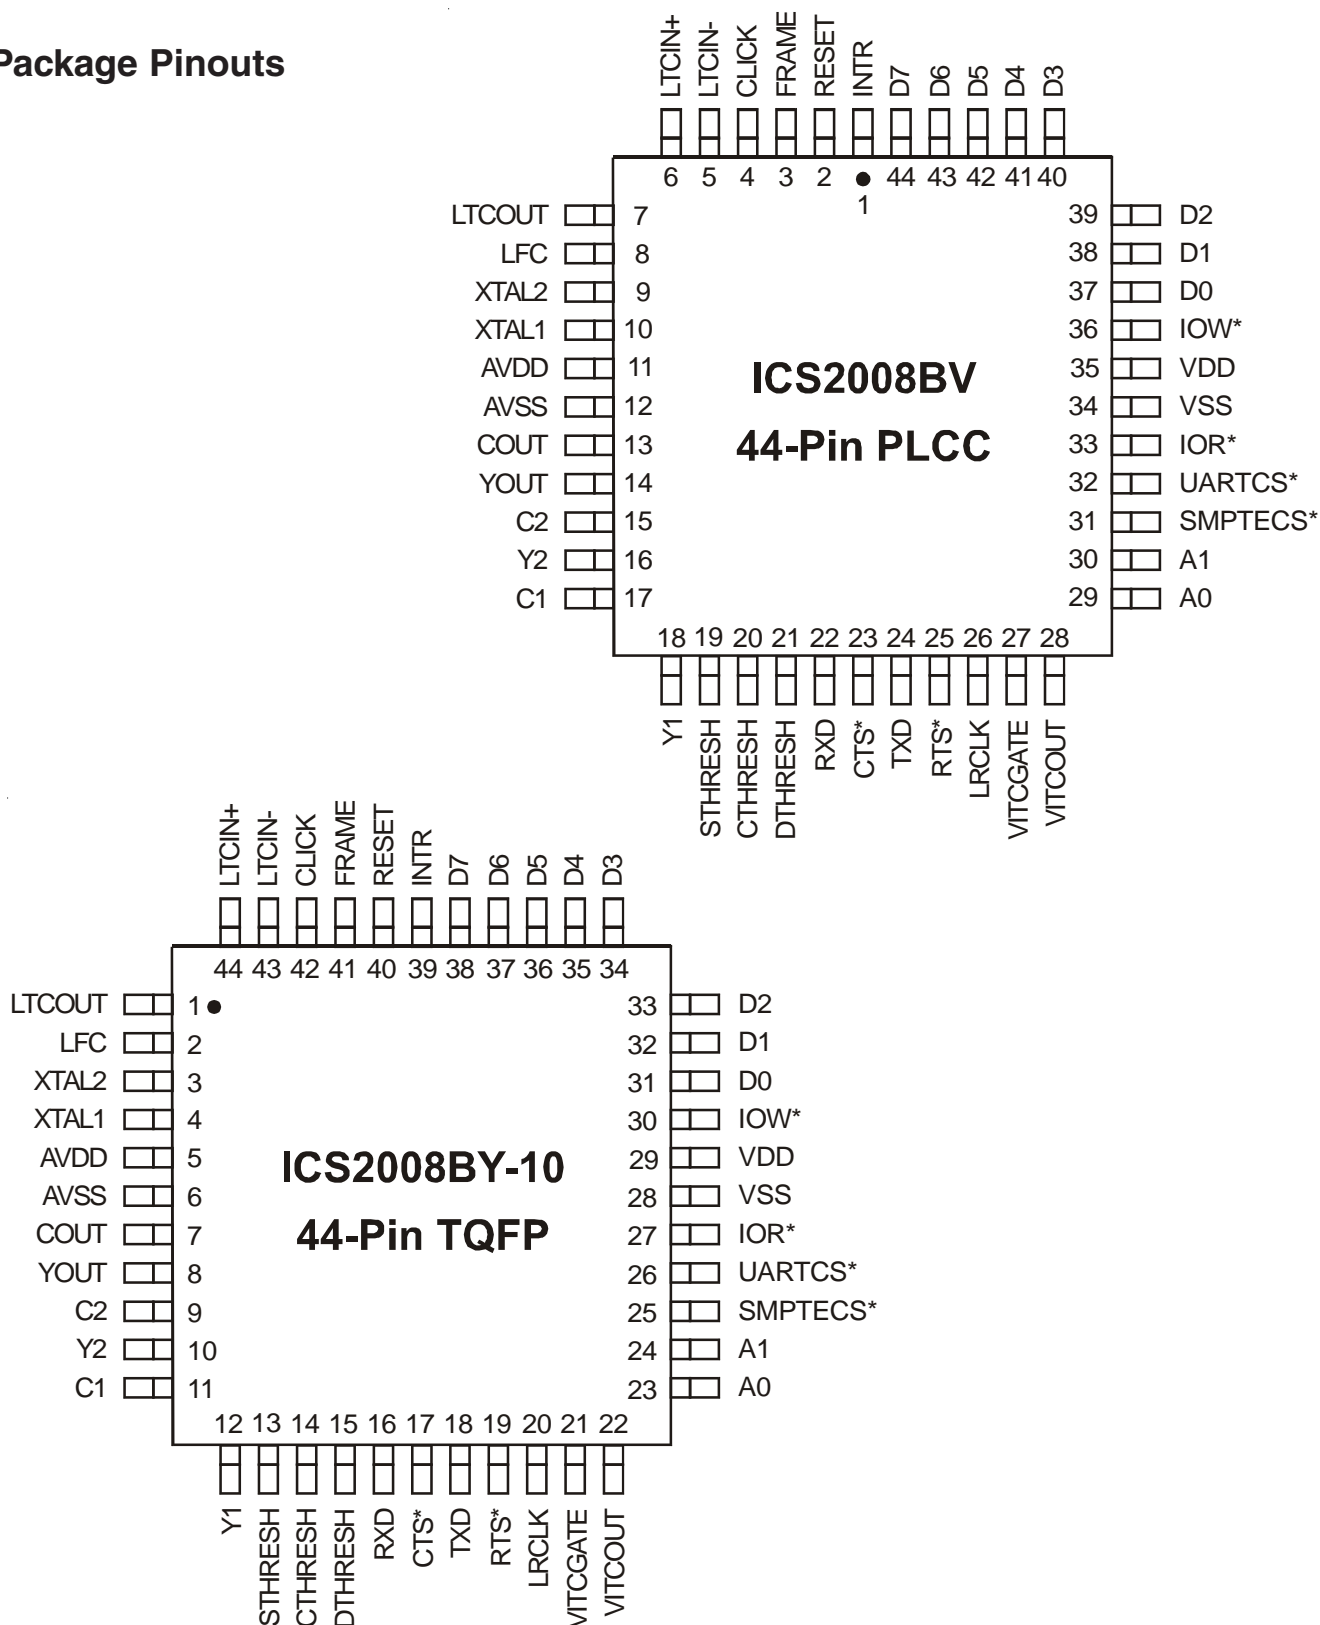 Package Pinouts
LTCIN+ LTCIN- CLICK FRAME RESET INTR D7 D6 D5 D4 D3
6 5 4 3 2 1 44 43 42 41 40
LTCOUT 7 39 D2
LFC 8 38 D1
XTAL2 9 37 D0
XTAL1 10 36 IOW*
AVDD 11 35 VDD
AVSS 12 34 VSS
COUT 13 33 IOR*
YOUT 14 32 UARTCS*
C2 15 31 SMPTECS*
Y2 16 30 A1
C1 17 29 A0
ICS2008BV
44-Pin PLCC
18 19 20 21 22 23 24 25 26 27 28
Y1 STHRESH CTHRESH DTHRESH RXD CTS* TXD RTS* LRCLK VITCGATE VITCOUT
LTCIN+ LTCIN- CLICK FRAME RESET INTR D7 D6 D5 D4 D3
44 43 42 41 40 39 38 37 36 35 34
LTCOUT 1 33 D2
LFC 2 32 D1
XTAL2 3 31 D0
XTAL1 4 30 IOW*
AVDD 5 29 VDD
AVSS 6 28 VSS
COUT 7 27 IOR*
YOUT 8 26 UARTCS*
C2 9 25 SMPTECS*
Y2 10 24 A1
C1 11 23 A0
ICS2008BY-10
44-Pin TQFP
12 13 14 15 16 17 18 19 20 21 22
Y1 STHRESH CTHRESH DTHRESH RXD CTS* TXD RTS* LRCLK VITCGATE VITCOUT